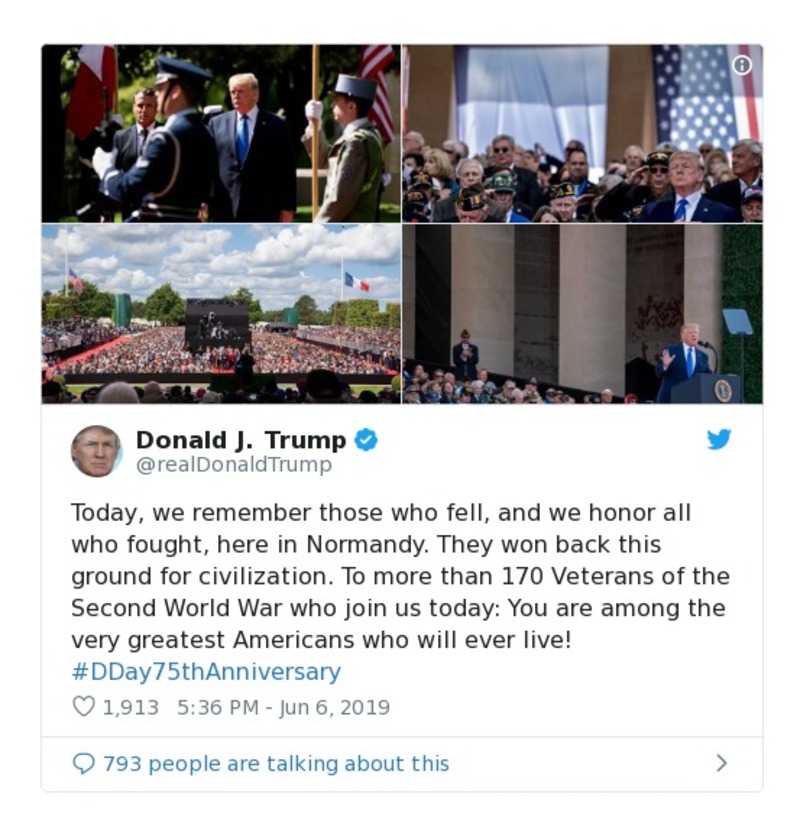 Donald J. Trump
@realDonaldTrump
Today, we remember those who fell, and we honor all
who fought, here in Normandy. They won back this
ground for civilization. To more than 170 Veterans of the
Second World War who join us today: You are among the
very greatest Americans who will ever live!
#DDay75thAnniversary
1,913 5:36 PM - Jun 6, 2019
793 people are talking about this